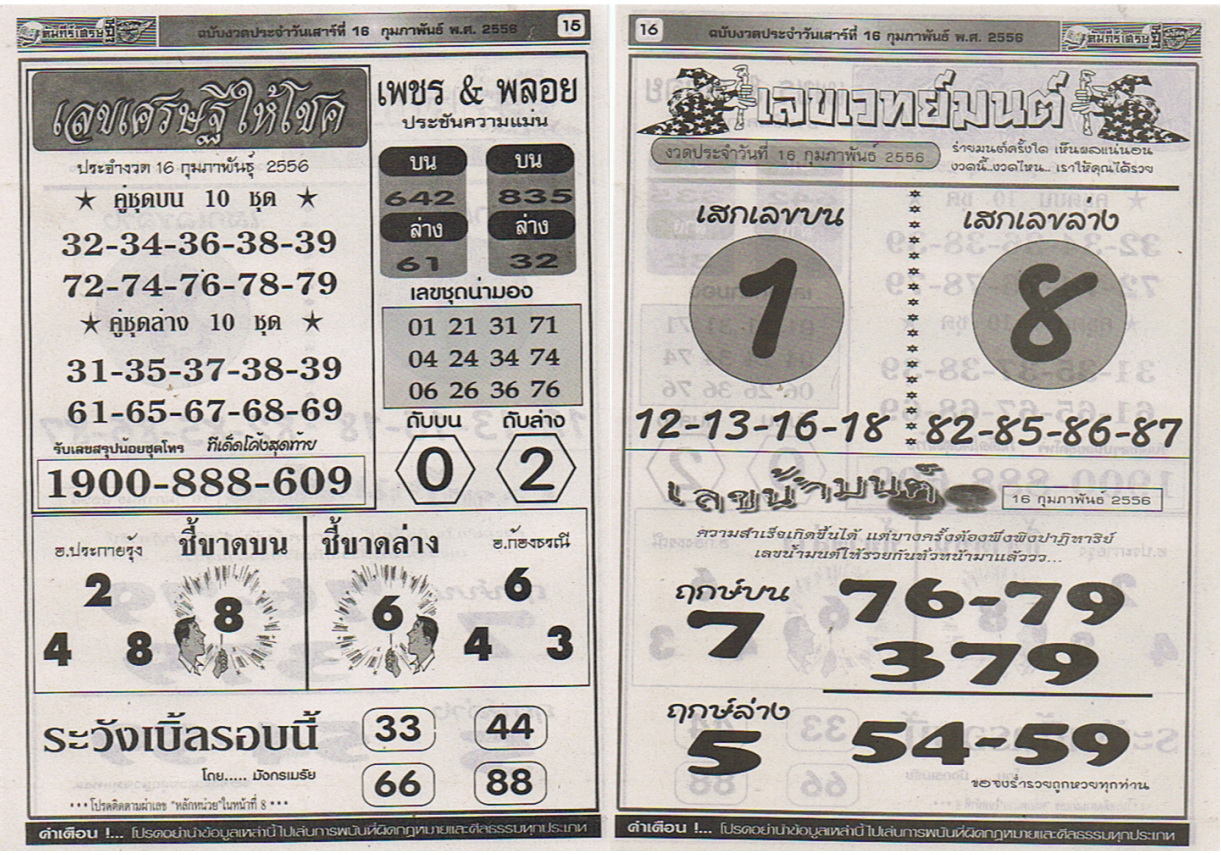 คัมภีร์เศรษฐี
ฉบับงวดประจำวันเสาร์ที่ 16 กุมภาพันธ์ พ.ศ. 2556
15
เลขเศรษฐีให้โชค
ประจำงวด 16 กุมภาพันธุ์ 2556
★ คู่ชุดบน 10 ชุด ★
32-34-36-38-39
72-74-76-78-79
★ คู่ชุดล่าง 10 ชุด ★
31-35-37-38-39
61-65-67-68-69
รับเลขสรุปน้อยชุดโทร ทีเด็ดโค้งสุดท้าย
1900-888-609
เพชร & พลอย
ประชันความแม่น
บน บน
642 835
ล่าง ล่าง
61 32
เลขชุดน่ามอง
01 21 31 71
04 24 34 74
06 26 36 76
ดับบน ดับล่าง
0 2
อ.ประกายรุ้ง ชี้ขาดบน ชี้ขาดล่าง อ.ก้องธรณี
2 8 6 6
4 8 4 3
ระวังเบิ้ลรอบนี้
33 44
โดย..... มังกรเมรัย
66 88
*** โปรดติดตามผ่าเลข "หลักหน่วย"ในหน้าที่ 8 ***
คำเตือน !... โปรดอย่านำข้อมูลเหล่านี้ไปเล่นการพนันที่ผิดกฎหมายและศีลธรรมทุกประเภท
16
ฉบับงวดประจำวันเสาร์ที่ 16 กุมภาพันธ์ พ.ศ. 2556
คัมภีร์เศรษฐี
เลขเวทย์มนต์
งวดประจำวันที่ 16 กุมภาพันธ์ 2556
ร่ายมนต์ครั้งใด เห็นผลแน่นอน
งวดนี้..งวดไหน.. เราให้คุณได้รวย
เสกเลขบน เสกเลขล่าง
1 8
12-13-16-18 82-85-86-87
เลขน้ำมนต์
16 กุมภาพันธ์ 2556
ความสำเร็จเกิดขึ้นได้ แต่บางครั้งต้องพึ่งพิงปาฏิหาริย์
เลขน้ำมนต์ให้รวยกันทั่วหน้ามาแล้ววว...
ฤกษ์บน
7
76-79
379
ฤกษ์ล่าง
5
54-59
ขอจงร่ำรวยถูกหวยทุกท่าน
คำเตือน !... โปรดอย่านำข้อมูลเหล่านี้ไปเล่นการพนันที่ผิดกฎหมายและศีลธรรมทุกประเภท